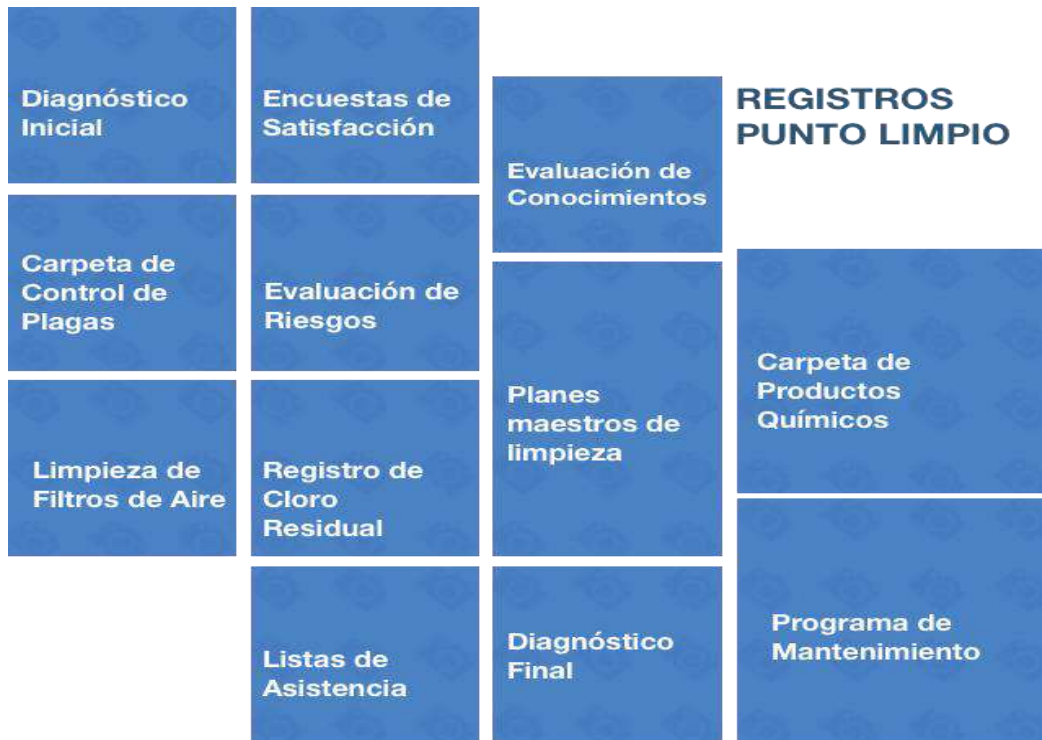 Diagnóstico
Inicial
Encuestas de
Satisfacción
Evaluación de
Conocimientos
REGISTROS
PUNTO LIMPIO
Carpeta de
Control de
Plagas
Evaluación de
Riesgos
Planes
maestros de
limpieza
Carpeta de
Productos
Químicos
Limpieza de
Filtros de Aire
Registro de
Cloro
Residual
Listas de
Asistencia
Diagnóstico
Final
Programa de
Mantenimiento